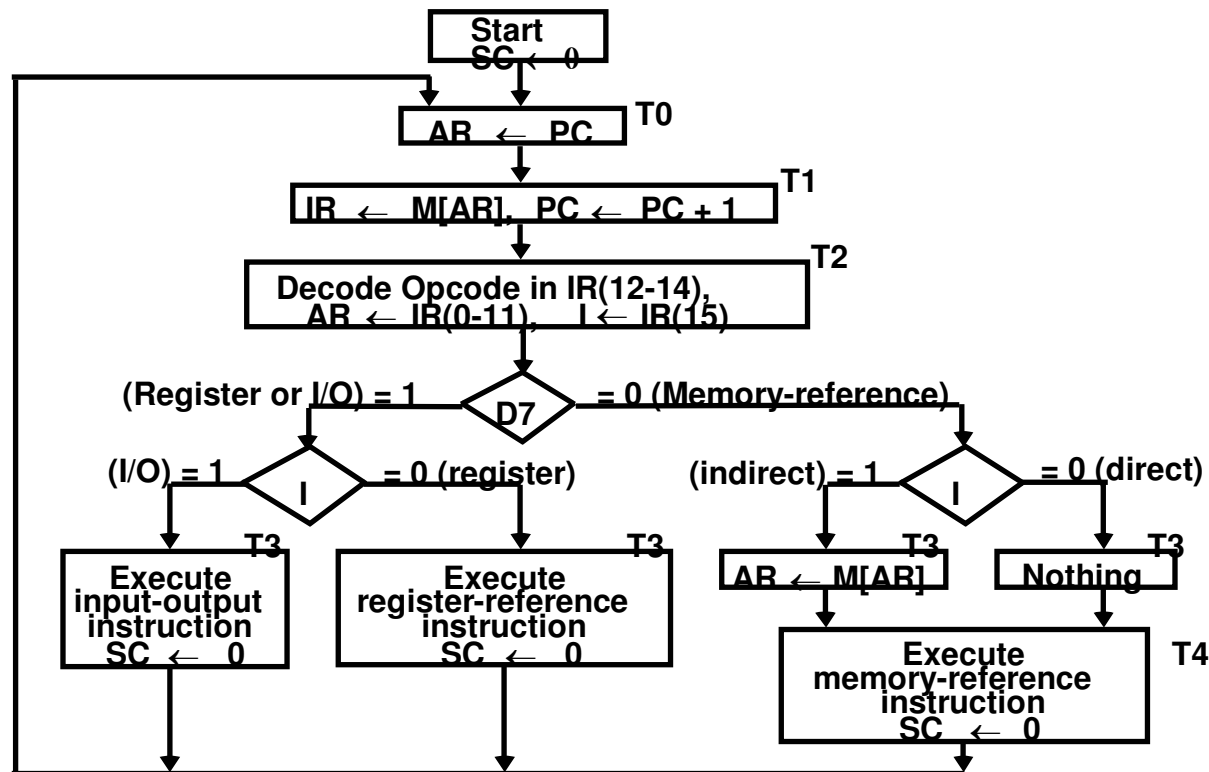 Start
SC ← 0
T0
AR ← PC
T1
IR ← M[AR], PC ← PC + 1
T2
Decode Opcode in IR(12-14),
AR ← IR(0-11), I ← IR(15)
(Register or I/O) = 1
D7
= 0 (Memory-reference)
(I/O) = 1
I
= 0 (register)
(indirect) = 1
I
= 0 (direct)
T3
Execute
input-output
instruction
SC ← 0
T3
Execute
register-reference
instruction
SC ← 0
T3
AR ← M[AR]
T3
Nothing
Execute
memory-reference
instruction
SC ← 0
T4